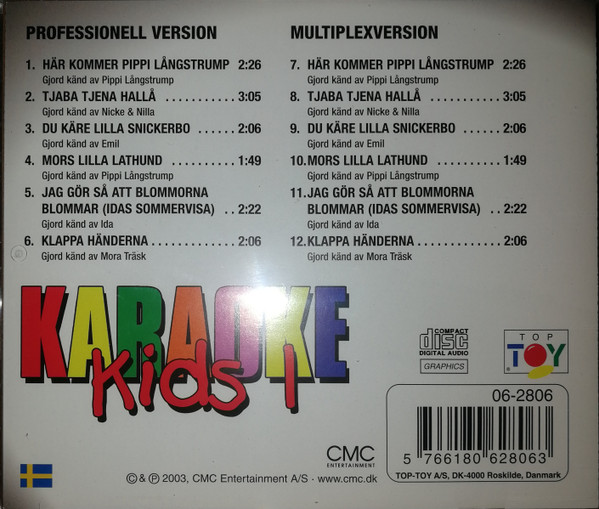 PROFESSIONELL VERSION
1. HÄR KOMMER PIPPI LÅNGSTRUMP 2:26
Gjord känd av Pippi Långstrump
2. TJABA TJENA HALLÅ .......... 3:05
Gjord känd av Nicke & Nilla
3. DU KÄRE LILLA SNICKERBO .... 2:06
Gjord känd av Emil
4. MORS LILLA LATHUND .......... 1:49
Gjord känd av Pippi Långstrump
5. JAG GÖR SÅ ATT BLOMMORNA
BLOMMAR (IDAS SOMMERVISA) .. 2:22
Gjord känd av Ida
6. KLAPPA HÄNDERNA ............ 2:06
Gjord känd av Mora Träsk
MULTIPLEXVERSION
7. HÄR KOMMER PIPPI LÅNGSTRUMP 2:26
Gjord känd av Pippi Långstrump
8. TJABA TJENA HALLÅ .......... 3:05
Gjord känd av Nicke & Nilla
9. DU KÄRE LILLA SNICKERBO .... 2:06
Gjord känd av Emil
10. MORS LILLA LATHUND .......... 1:49
Gjord känd av Pippi Långstrump
11. JAG GÖR SÅ ATT BLOMMORNA
BLOMMAR (IDAS SOMMERVISA) .. 2:22
Gjord känd av Ida
12. KLAPPA HÄNDERNA ............ 2:06
Gjord känd av Mora Träsk
KARAOKE
Kids 1
COMPACT
disc
DIGITAL AUDIO
GRAPHICS
TOP
TOY
06-2806
5 766180 628063
TOP-TOY A/S, DK-4000 Roskilde, Danmark
CMC
ENTERTAINMENT
© & ℗ 2003, CMC Entertainment A/S · www.cmc.dk